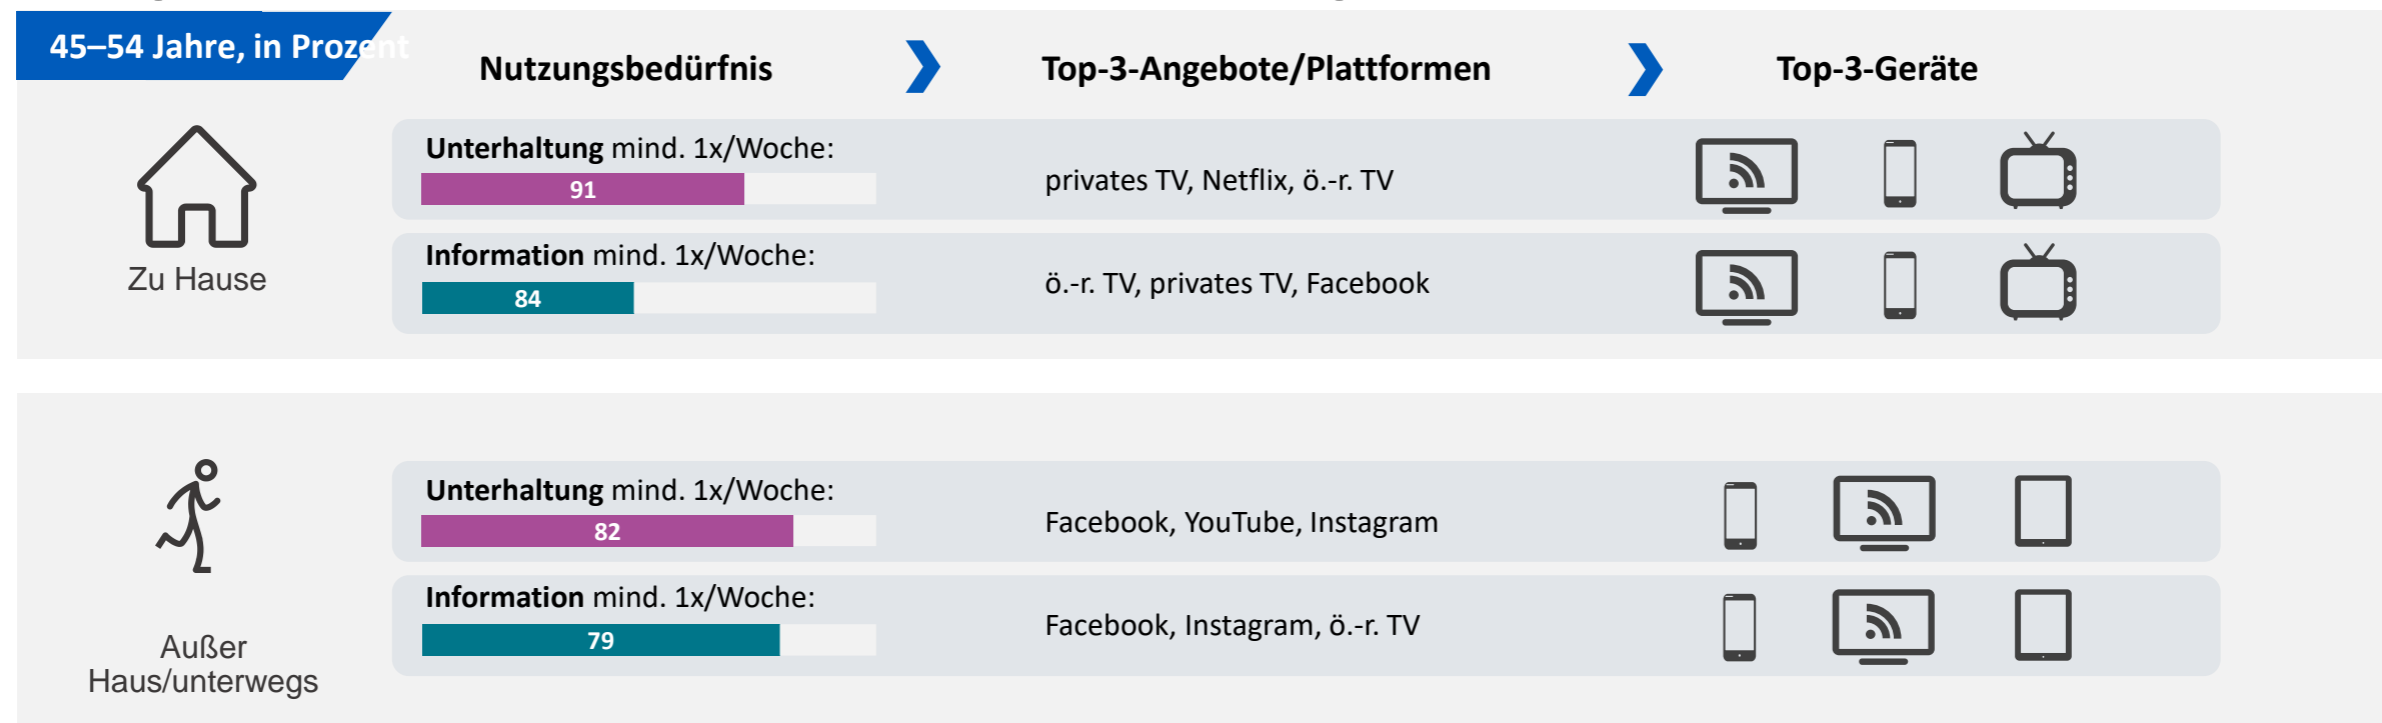 45–54 Jahre, in Prozent
Nutzungsbedürfnis
Top-3-Angebote/Plattformen
Top-3-Geräte
Unterhaltung mind. 1x/Woche:
91
privates TV, Netflix, ö.-r. TV
Information mind. 1x/Woche:
84
ö.-r. TV, privates TV, Facebook
Zu Hause
Unterhaltung mind. 1x/Woche:
82
Facebook, YouTube, Instagram
Information mind. 1x/Woche:
79
Facebook, Instagram, ö.-r. TV
Außer
Haus/unterwegs